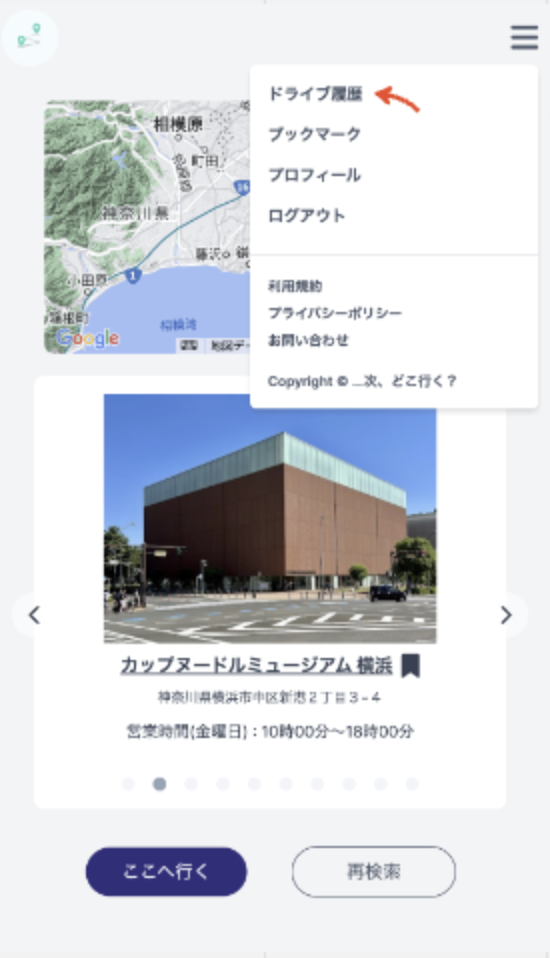 ドライブ履歴
ブックマーク
プロフィール
ログアウト
利用規約
プライバシーポリシー
お問い合わせ
Copyright © ...次、どこ行く？
相模原
町田
16
神奈川県
藤沢
1
小田原
箱根町
相模湾
Google
地図デー
カップヌードルミュージアム 横浜
神奈川県横浜市中区新港２丁目３−４
営業時間(金曜日)：10時00分〜18時00分
ここへ行く
再検索